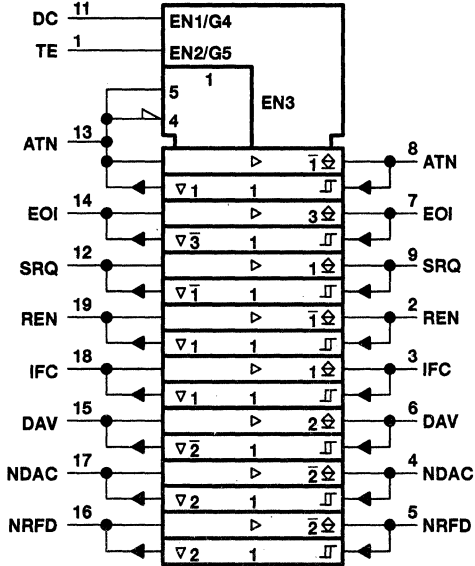 DC 11 EN1/G4
TE 1 EN2/G5
1
5 EN3
4
ATN 13 ▷ 1̅ 8 ATN
▽ 1 1
EOI 14 ▷ 3 7 EOI
▽ 3̅ 1
SRQ 12 ▷ 1 9 SRQ
▽ 1̅ 1
REN 19 ▷ 1̅ 2 REN
▽ 1 1
IFC 18 ▷ 1 3 IFC
▽ 1 1
DAV 15 ▷ 2 6 DAV
▽ 2̅ 1
NDAC 17 ▷ 2̅ 4 NDAC
▽ 2 1
NRFD 16 ▷ 2̅ 5 NRFD
▽ 2 1